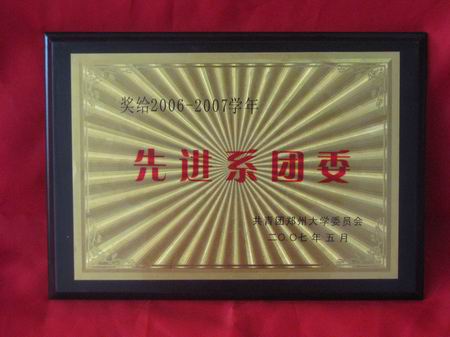 奖给2006-2007学年
先进系团委
共青团郑州大学委员会
二〇〇七年五月